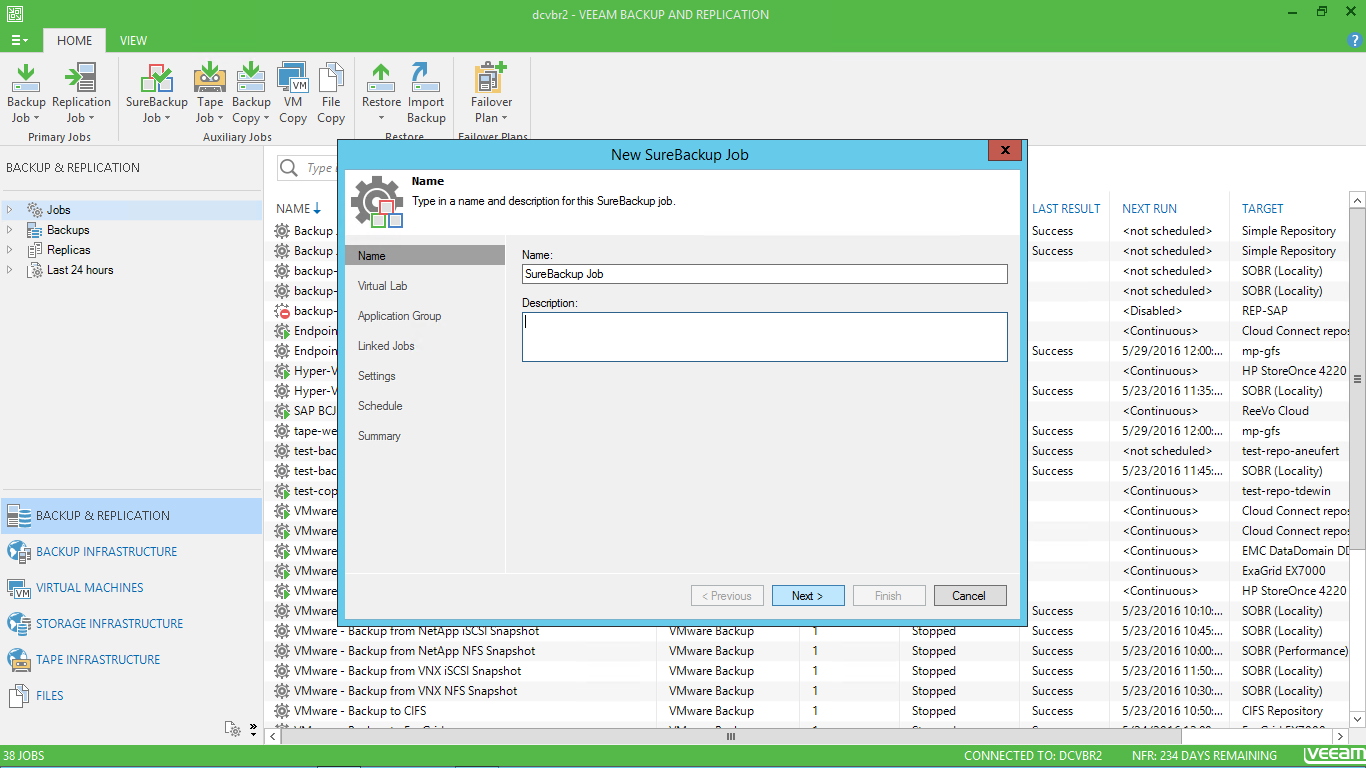 dcvbr2 - VEEAM BACKUP AND REPLICATION
HOME VIEW
Backup Job
Replication Job
SureBackup Job
Tape Job
Backup Copy
VM Copy
File Copy
Restore
Import Backup
Failover Plan
Primary Jobs
Auxiliary Jobs
Restore
Failover Plans
BACKUP & REPLICATION
Jobs
Backups
Replicas
Last 24 hours
BACKUP & REPLICATION
BACKUP INFRASTRUCTURE
VIRTUAL MACHINES
STORAGE INFRASTRUCTURE
TAPE INFRASTRUCTURE
FILES
Type
NAME LAST RESULT NEXT RUN TARGET
Backup Success <not scheduled> Simple Repository
Backup Success <not scheduled> Simple Repository
backup- <not scheduled> SOBR (Locality)
backup- <not scheduled> SOBR (Locality)
backup- <Disabled> REP-SAP
Endpoin <Continuous> Cloud Connect repos
Endpoin Success 5/29/2016 12:00:... mp-gfs
Hyper-V <Continuous> HP StoreOnce 4220
Hyper-V Success 5/23/2016 11:35:... SOBR (Locality)
SAP BCJ <Continuous> ReeVo Cloud
tape-we Success 5/29/2016 12:00:... mp-gfs
test-bac Success <not scheduled> test-repo-aneufert
test-bac Success 5/23/2016 11:45:... SOBR (Locality)
test-cop <Continuous> test-repo-tdewin
VMware <Continuous> Cloud Connect repos
VMware <Continuous> Cloud Connect repos
VMware <Continuous> EMC DataDomain DD
VMware <Continuous> ExaGrid EX7000
VMware <Continuous> HP StoreOnce 4220
VMware Success 5/23/2016 10:10:... SOBR (Locality)
VMware - Backup from NetApp iSCSI Snapshot VMware Backup 1 Stopped Success 5/23/2016 10:45:... SOBR (Locality)
VMware - Backup from NetApp NFS Snapshot VMware Backup 1 Stopped Success 5/23/2016 10:00:... SOBR (Performance)
VMware - Backup from VNX iSCSI Snapshot VMware Backup 1 Stopped Success 5/23/2016 11:50:... SOBR (Locality)
VMware - Backup from VNX NFS Snapshot VMware Backup 1 Stopped Success 5/23/2016 10:30:... SOBR (Locality)
VMware - Backup to CIFS VMware Backup 1 Stopped Success 5/23/2016 10:50:... CIFS Repository
New SureBackup Job
X
Name
Type in a name and description for this SureBackup job.
Name
Virtual Lab
Application Group
Linked Jobs
Settings
Schedule
Summary
Name:
SureBackup Job
Description:
< Previous
Next >
Finish
Cancel
38 JOBS
CONNECTED TO: DCVBR2
NFR: 234 DAYS REMAINING
veeam